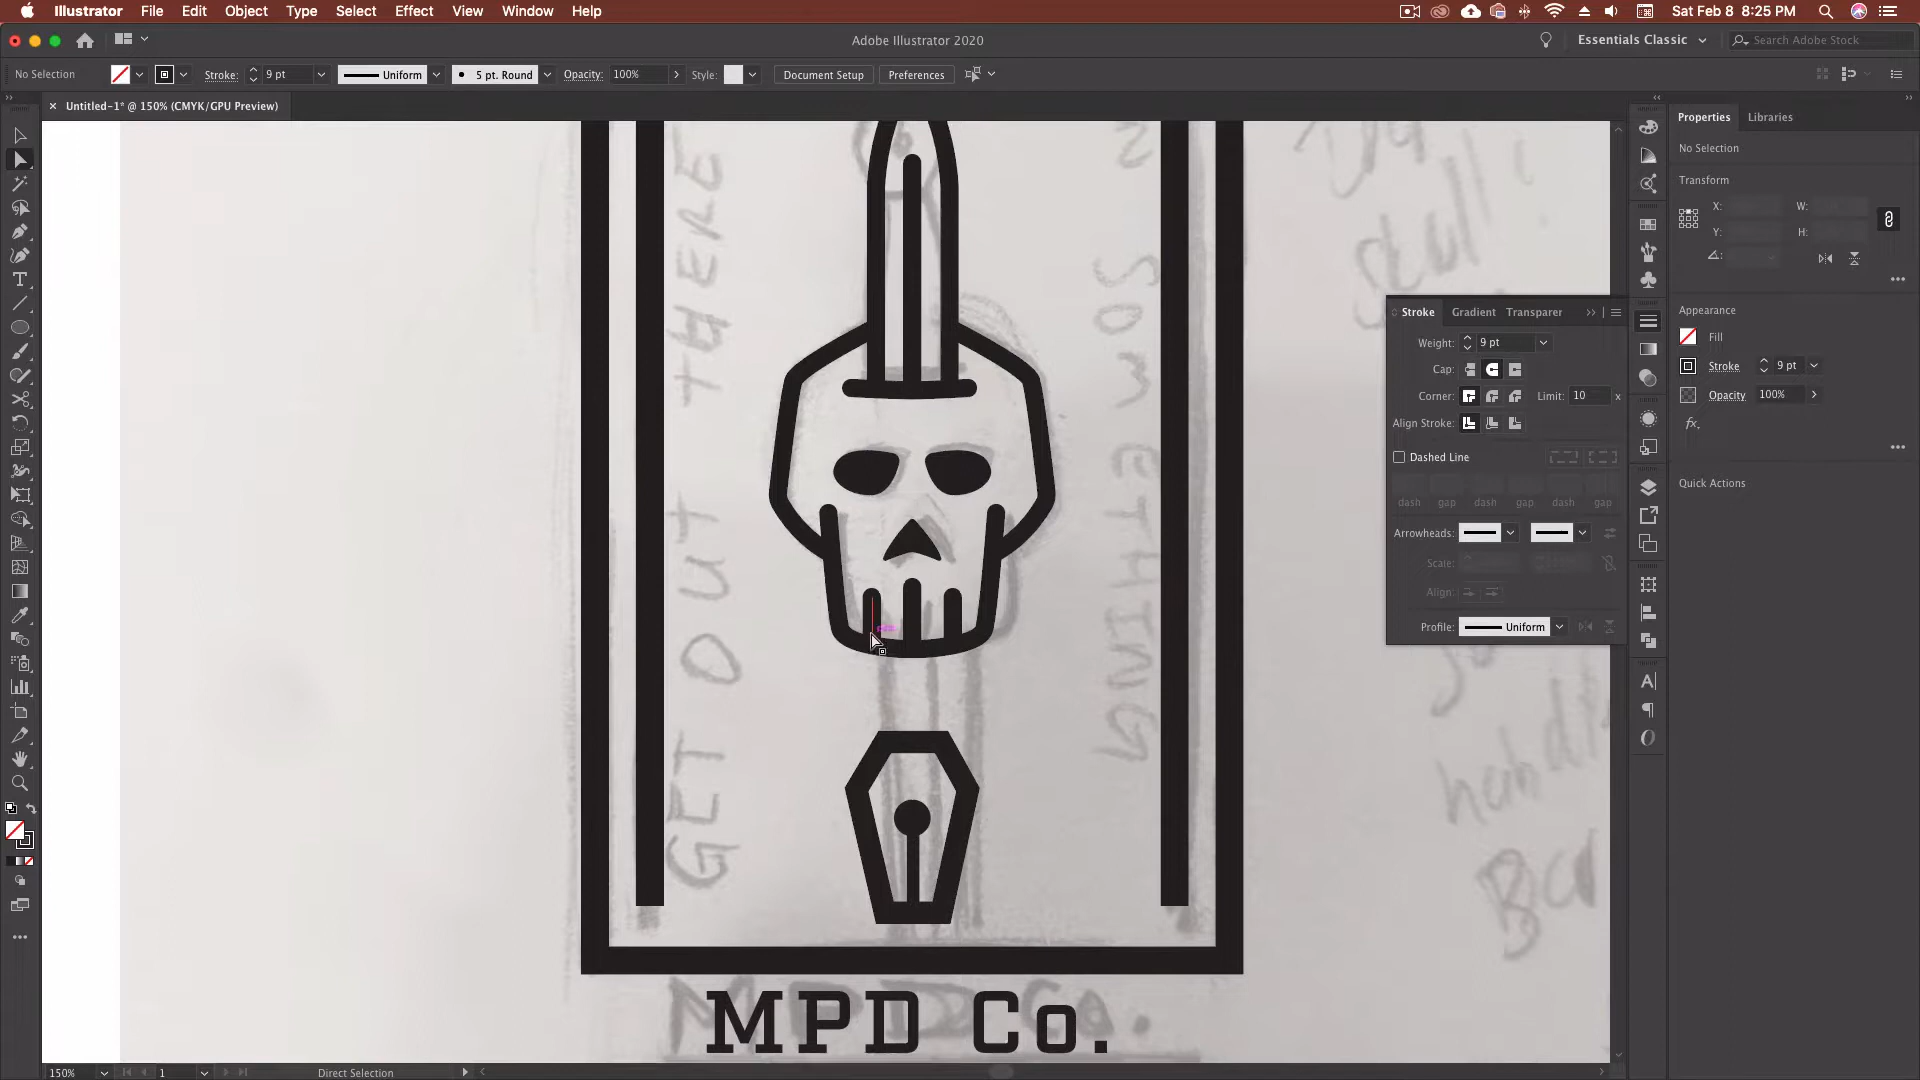 Illustrator File Edit Object Type Select Effect View Window Help
Sat Feb 8 8:25 PM
Adobe Illustrator 2020
Essentials Classic
Search Adobe Stock
No Selection
Stroke: 9 pt
Uniform
5 pt. Round
Opacity: 100%
Style:
Document Setup
Preferences
Untitled-1* @ 150% (CMYK/GPU Preview)
Properties
Libraries
No Selection
Transform
X:
W:
Y:
H:
Appearance
Fill
Stroke
9 pt
Opacity
100%
Quick Actions
Stroke Gradient Transparer
Weight: 9 pt
Cap:
Corner:
Limit: 10 x
Align Stroke:
Dashed Line
dash gap dash gap dash gap
Arrowheads:
Scale:
Align:
Profile: Uniform
GET OUT THERE
SOMETHING
MPD Co.
150%
1
Direct Selection